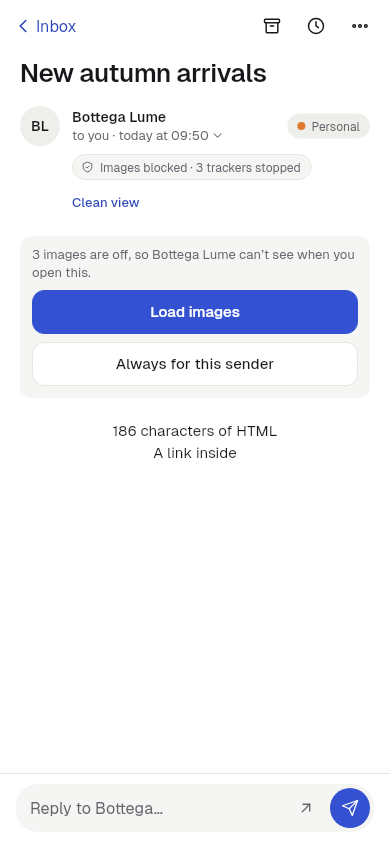 Inbox
New autumn arrivals
BL
Bottega Lume
to you · today at 09:50
Personal
Images blocked · 3 trackers stopped
Clean view
3 images are off, so Bottega Lume can't see when you
open this.
Load images
Always for this sender
186 characters of HTML
A link inside
Reply to Bottega…